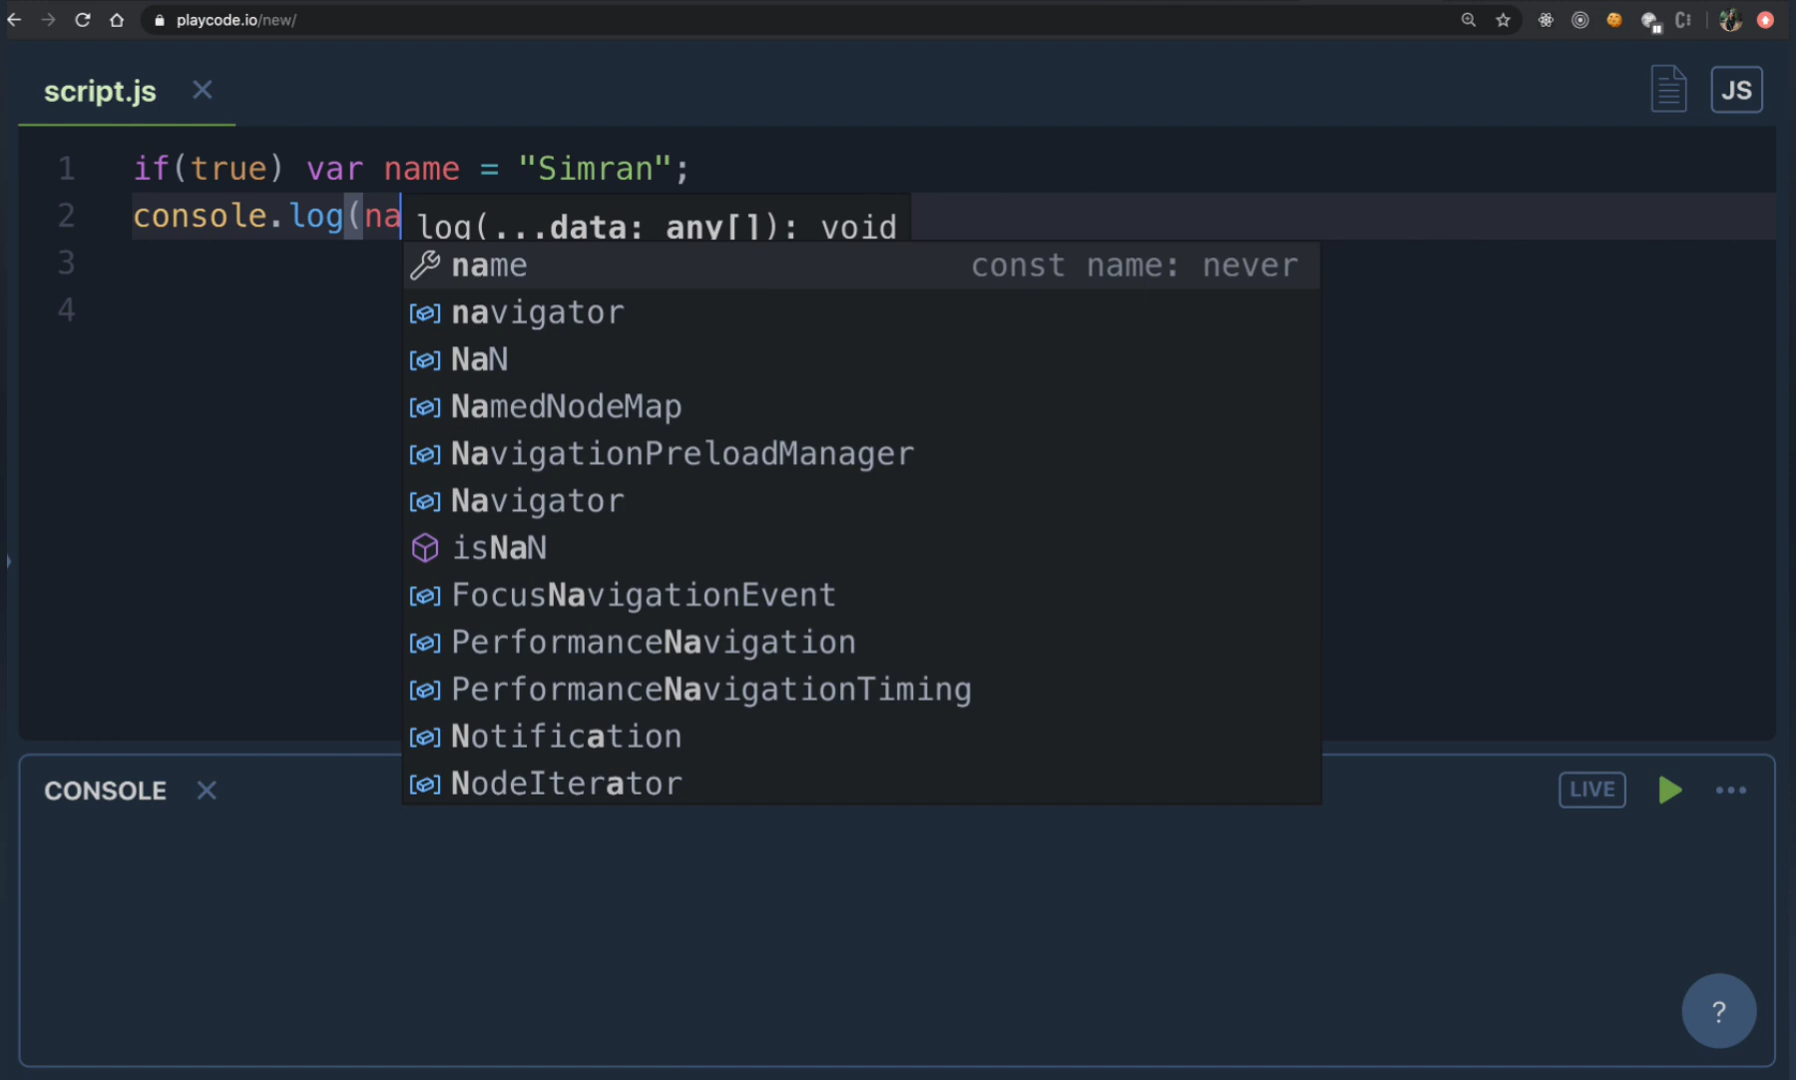 playcode.io/new/
script.js
JS
1 if(true) var name = "Simran";
2 console.log(na
log(...data: any[]): void
3
4
name const name: never
navigator
NaN
NamedNodeMap
NavigationPreloadManager
Navigator
isNaN
FocusNavigationEvent
PerformanceNavigation
PerformanceNavigationTiming
Notification
NodeIterator
CONSOLE
LIVE
?